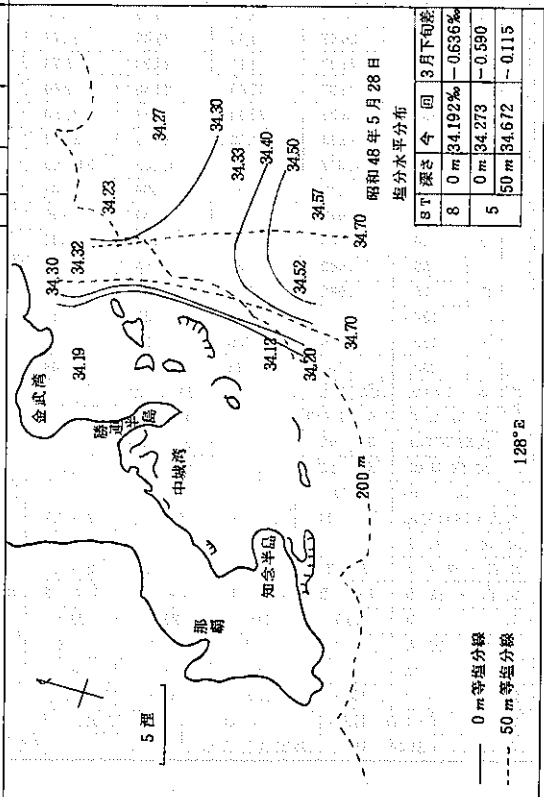 昭和48年5月28日
塩分水平分布
ST 深さ 今回 3月下旬差
8 0m 34.192‰ -0.636‰
5 0m 34.273 -0.590
50m 34.672 -0.115
金武湾
勝連半島
中城湾
知念半島
那覇
5浬
34.30
34.32
34.23
34.27
34.30
34.33
34.40
34.50
34.19
34.57
34.70
34.52
34.12
34.20
34.70
200m
128°E
0m等塩分線
50m等塩分線